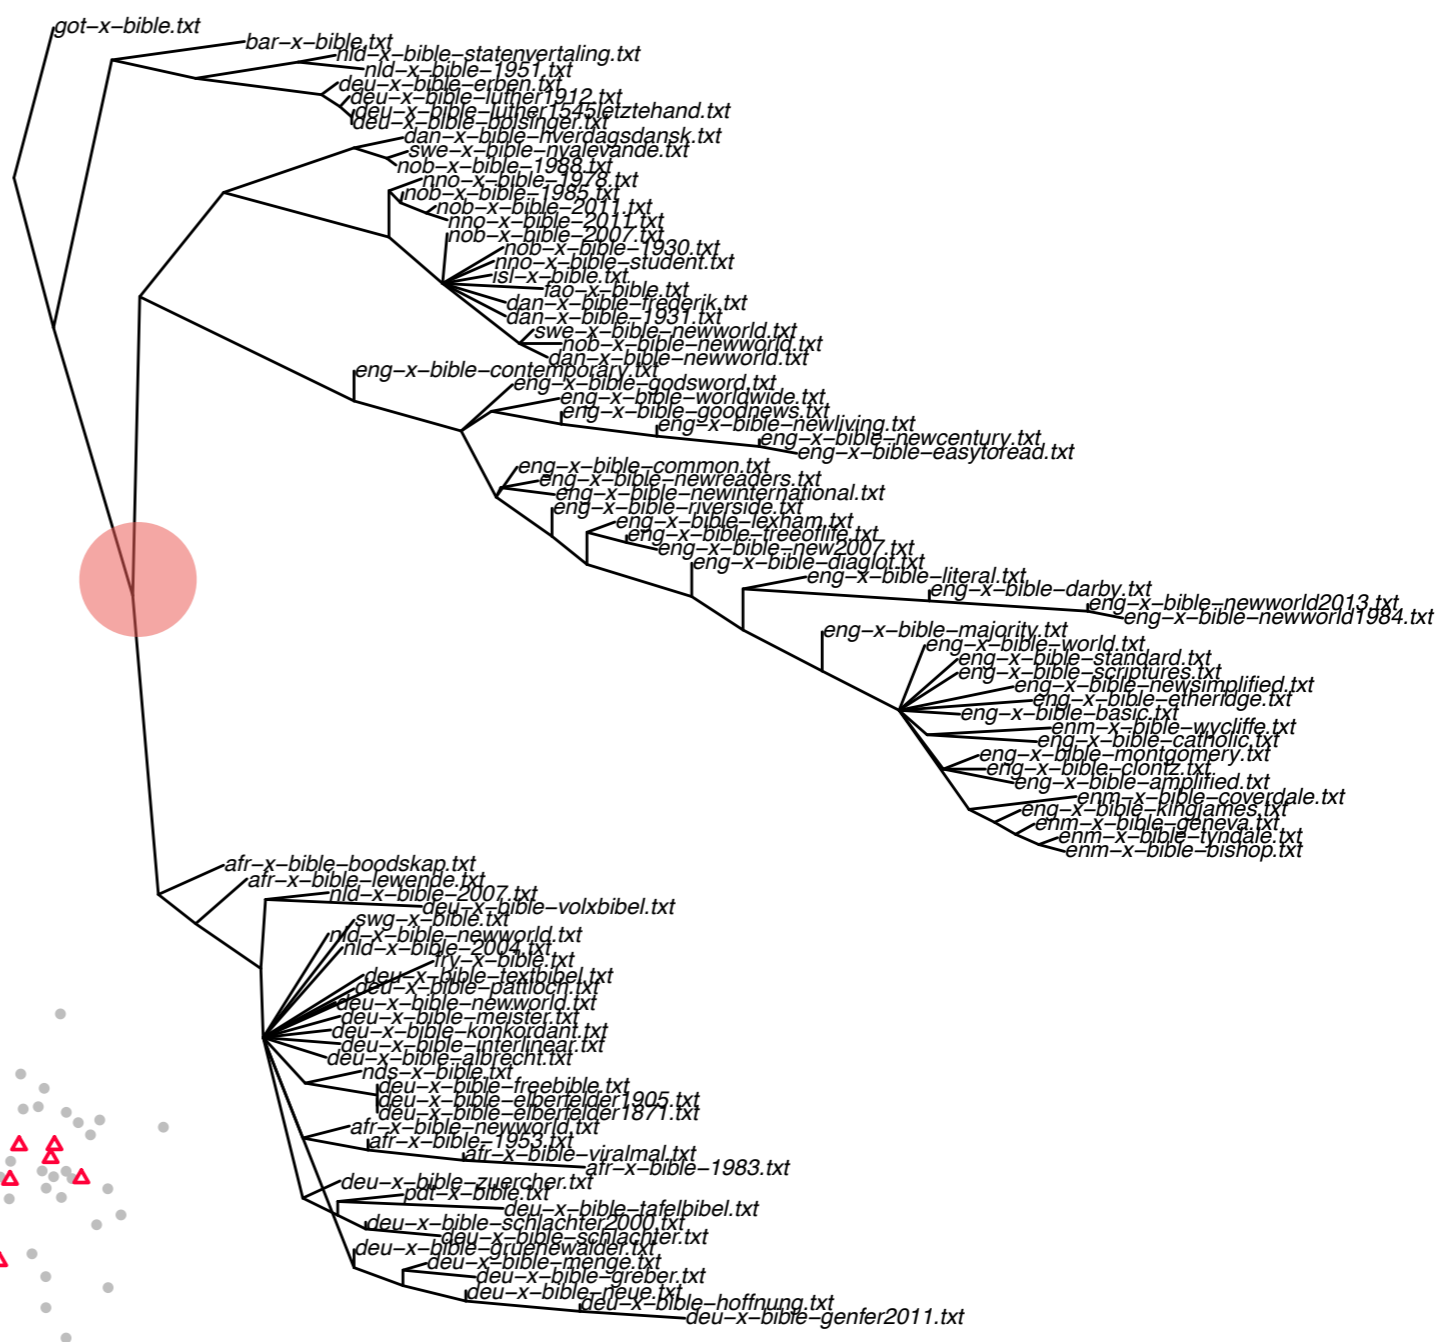 got-x-bible.txt
bar-x-bible.txt
nld-x-bible-statenvertaling.txt
nld-x-bible-1951.txt
deu-x-bible-erben.txt
deu-x-bible-luther1912.txt
deu-x-bible-luther1545letztehand.txt
deu-x-bible-bolsinger.txt
dan-x-bible-hverdagsdansk.txt
swe-x-bible-nyalevande.txt
nob-x-bible-1988.txt
nno-x-bible-1978.txt
nob-x-bible-1985.txt
nob-x-bible-2011.txt
nno-x-bible-2011.txt
nob-x-bible-2007.txt
nob-x-bible-1930.txt
nno-x-bible-student.txt
isl-x-bible.txt
fao-x-bible.txt
dan-x-bible-frederik.txt
dan-x-bible-1931.txt
swe-x-bible-newworld.txt
nob-x-bible-newworld.txt
dan-x-bible-newworld.txt
eng-x-bible-contemporary.txt
eng-x-bible-godsword.txt
eng-x-bible-worldwide.txt
eng-x-bible-goodnews.txt
eng-x-bible-newliving.txt
eng-x-bible-newcentury.txt
eng-x-bible-easytoread.txt
eng-x-bible-common.txt
eng-x-bible-newreaders.txt
eng-x-bible-newinternational.txt
eng-x-bible-riverside.txt
eng-x-bible-lexham.txt
eng-x-bible-treeoflife.txt
eng-x-bible-new2007.txt
eng-x-bible-diaglot.txt
eng-x-bible-literal.txt
eng-x-bible-darby.txt
eng-x-bible-newworld2013.txt
eng-x-bible-newworld1984.txt
eng-x-bible-majority.txt
eng-x-bible-world.txt
eng-x-bible-standard.txt
eng-x-bible-scriptures.txt
eng-x-bible-newsimplified.txt
eng-x-bible-etheridge.txt
eng-x-bible-basic.txt
enm-x-bible-wycliffe.txt
eng-x-bible-catholic.txt
eng-x-bible-montgomery.txt
eng-x-bible-clontz.txt
eng-x-bible-amplified.txt
enm-x-bible-coverdale.txt
eng-x-bible-kingjames.txt
enm-x-bible-geneva.txt
enm-x-bible-tyndale.txt
enm-x-bible-bishop.txt
afr-x-bible-boodskap.txt
afr-x-bible-lewende.txt
nld-x-bible-2007.txt
deu-x-bible-volxbibel.txt
swg-x-bible.txt
nld-x-bible-newworld.txt
nld-x-bible-2004.txt
fry-x-bible.txt
deu-x-bible-textbibel.txt
deu-x-bible-pattloch.txt
deu-x-bible-newworld.txt
deu-x-bible-meister.txt
deu-x-bible-konkordant.txt
deu-x-bible-interlinear.txt
deu-x-bible-albrecht.txt
nds-x-bible.txt
deu-x-bible-freebible.txt
deu-x-bible-elberfelder1905.txt
deu-x-bible-elberfelder1871.txt
afr-x-bible-newworld.txt
afr-x-bible-1953.txt
afr-x-bible-viralmal.txt
afr-x-bible-1983.txt
deu-x-bible-zuercher.txt
pdt-x-bible.txt
deu-x-bible-tafelbibel.txt
deu-x-bible-schlachter2000.txt
deu-x-bible-schlachter.txt
deu-x-bible-gruenewalder.txt
deu-x-bible-menge.txt
deu-x-bible-greber.txt
deu-x-bible-neue.txt
deu-x-bible-hoffnung.txt
deu-x-bible-genfer2011.txt